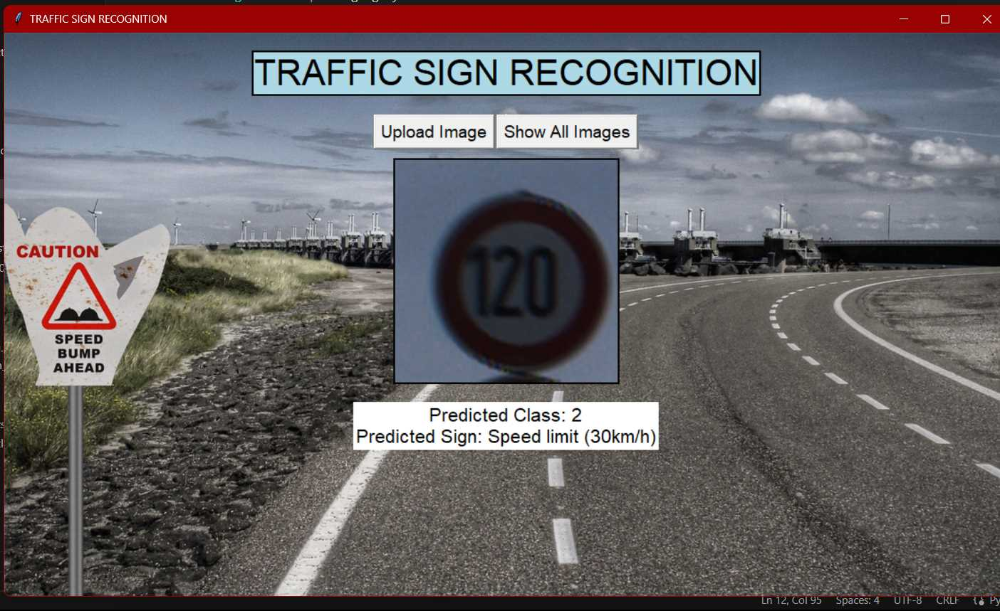 TRAFFIC SIGN RECOGNITION
TRAFFIC SIGN RECOGNITION
Upload Image Show All Images
120
CAUTION
SPEED
BUMP
AHEAD
Predicted Class: 2
Predicted Sign: Speed limit (30km/h)
Ln 12, Col 95 Spaces: 4 UTF-8 CRLF Py